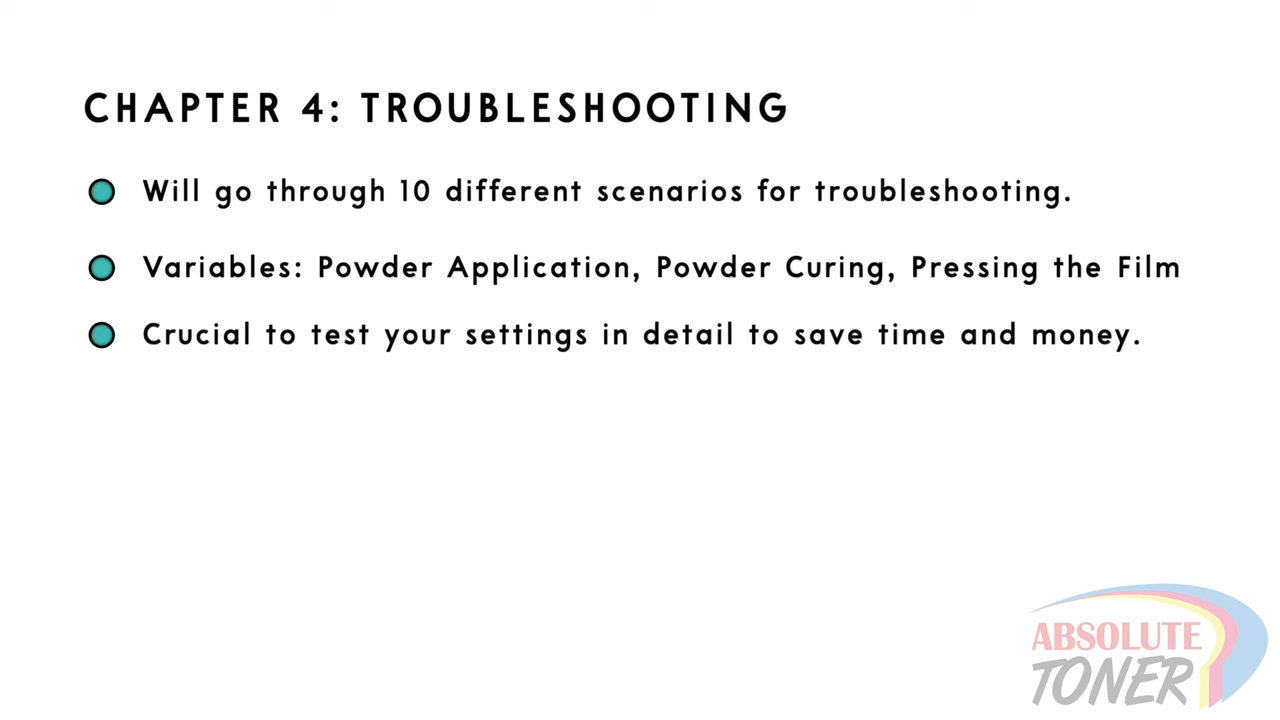 CHAPTER 4: TROUBLESHOOTING
Will go through 10 different scenarios for troubleshooting.
Variables: Powder Application, Powder Curing, Pressing the Film
Crucial to test your settings in detail to save time and money.
ABSOLUTE
TONER